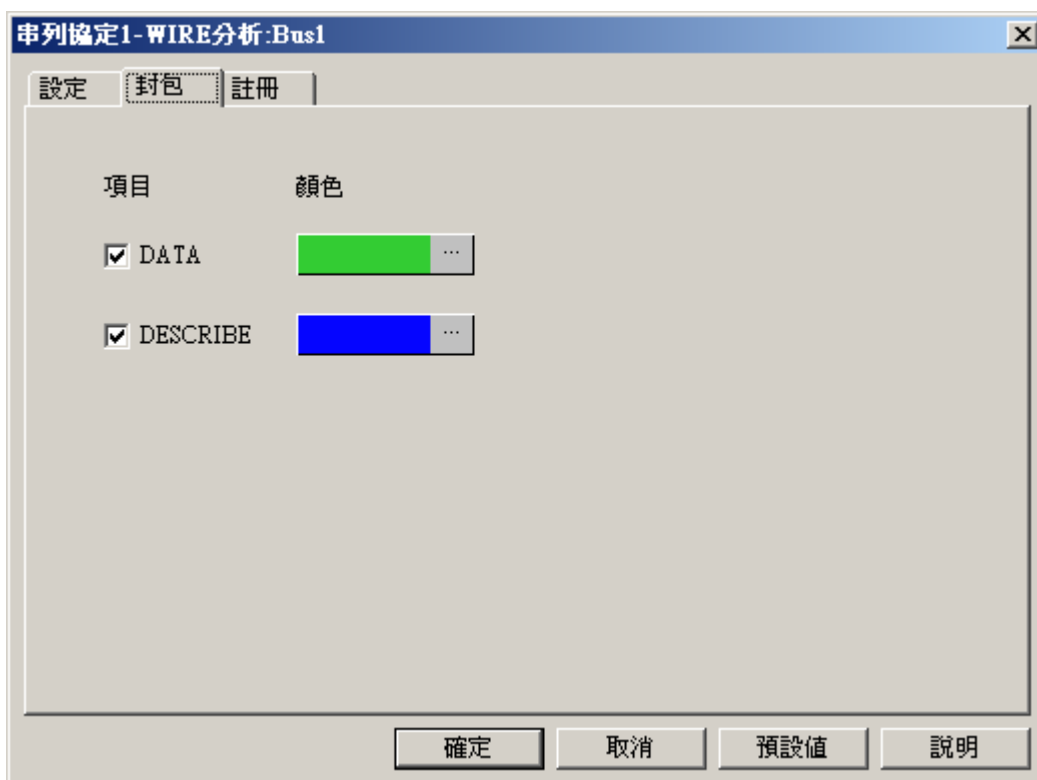 串列協定1-WIRE分析:Bus1
設定 封包 註冊
項目 顏色
DATA ...
DESCRIBE ...
確定 取消 預設值 說明